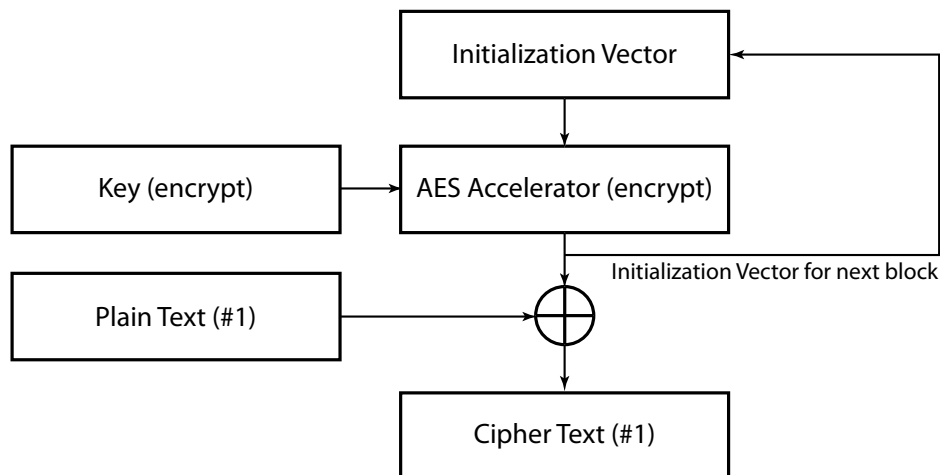 Initialization Vector
Key (encrypt)
AES Accelerator (encrypt)
Initialization Vector for next block
Plain Text (#1)
Cipher Text (#1)